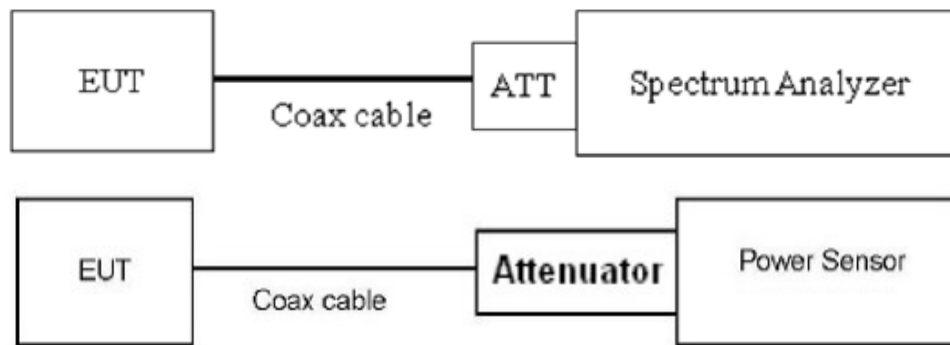 EUT
Coax cable
ATT
Spectrum Analyzer
EUT
Coax cable
Attenuator
Power Sensor